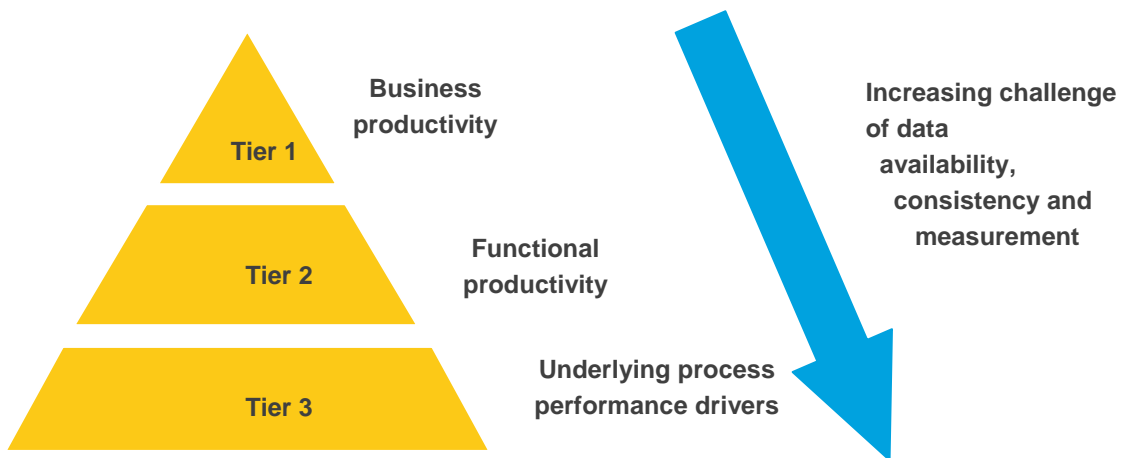 Business
productivity
Tier 1
Increasing challenge
of data
availability,
consistency and
measurement
Functional
productivity
Tier 2
Underlying process
performance drivers
Tier 3